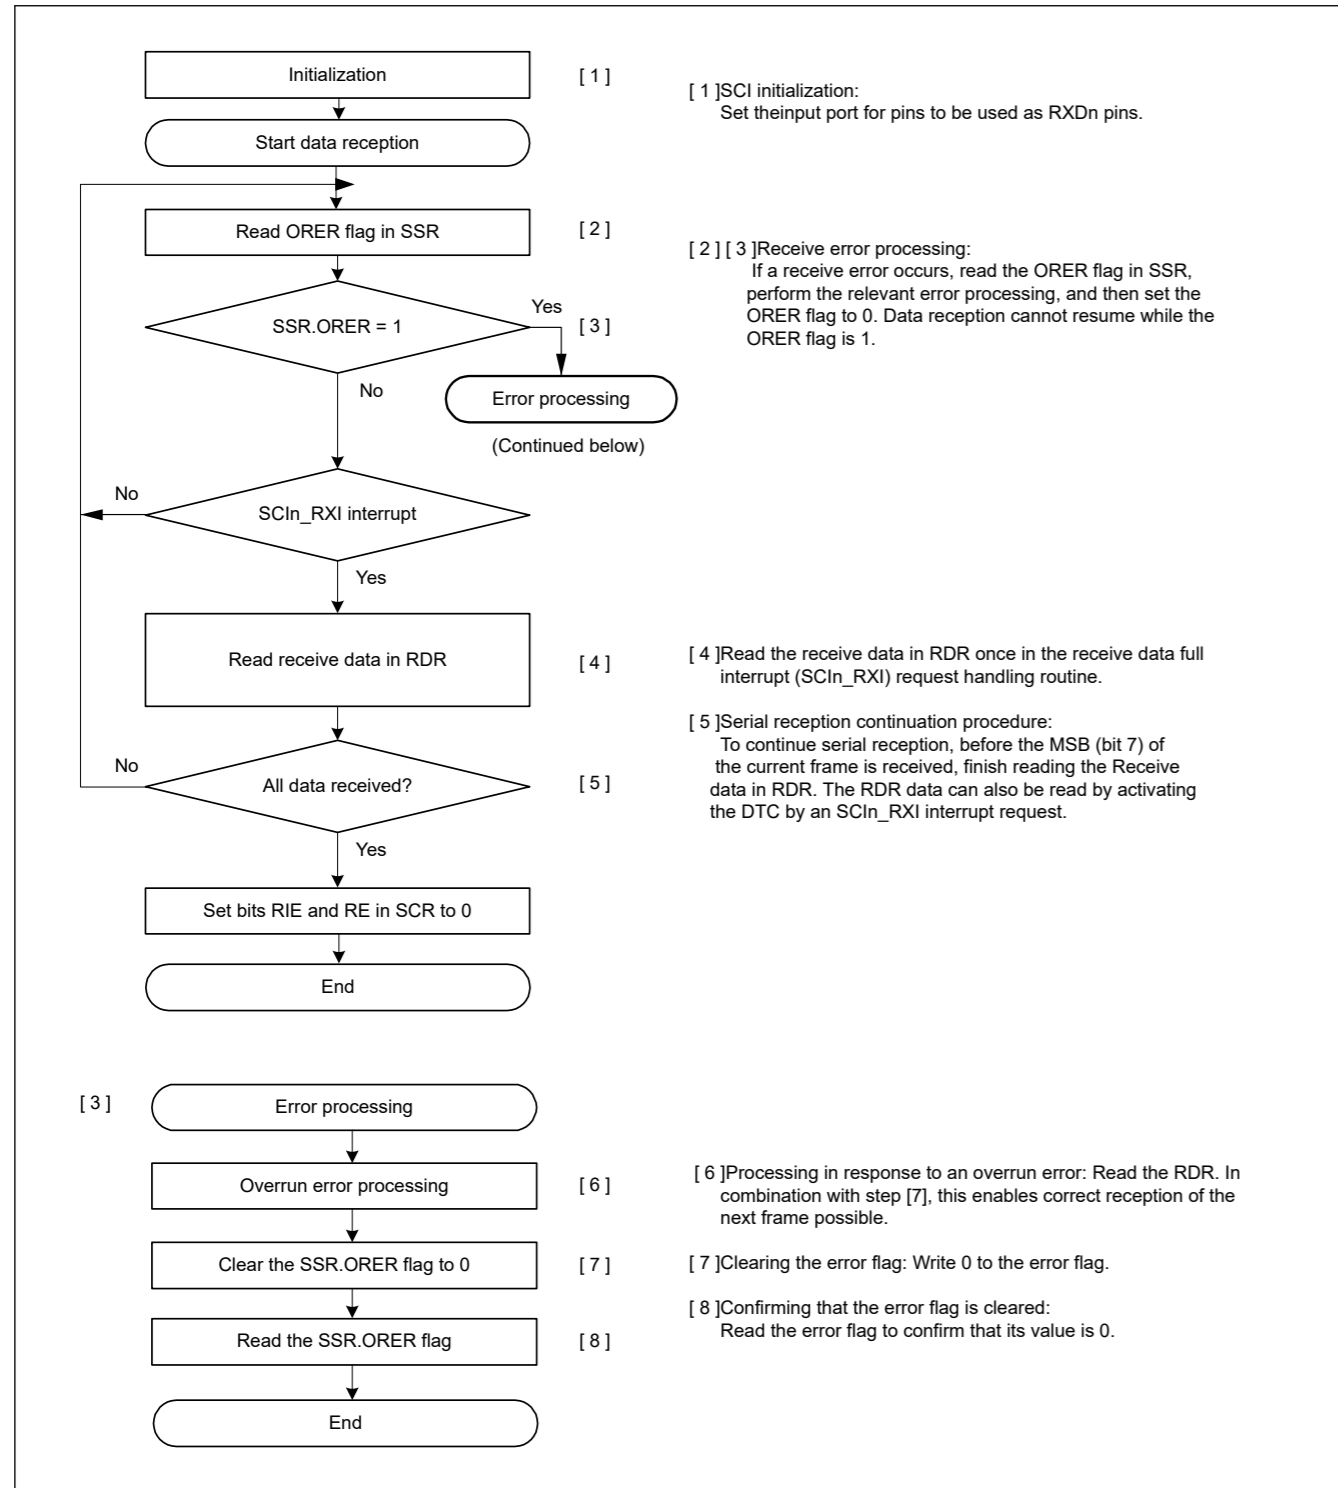 Initialization
[ 1 ]
[ 1 ]SCI initialization:
Set theinput port for pins to be used as RXDn pins.
Start data reception
Read ORER flag in SSR
[ 2 ]
[ 2 ] [ 3 ]Receive error processing:
If a receive error occurs, read the ORER flag in SSR,
perform the relevant error processing, and then set the
ORER flag to 0. Data reception cannot resume while the
ORER flag is 1.
SSR.ORER = 1
Yes
[ 3 ]
No
Error processing
(Continued below)
No
SCIn_RXI interrupt
Yes
Read receive data in RDR
[ 4 ]
[ 4 ]Read the receive data in RDR once in the receive data full
interrupt (SCIn_RXI) request handling routine.
[ 5 ]Serial reception continuation procedure:
To continue serial reception, before the MSB (bit 7) of
the current frame is received, finish reading the Receive
data in RDR. The RDR data can also be read by activating
the DTC by an SCIn_RXI interrupt request.
No
All data received?
[ 5 ]
Yes
Set bits RIE and RE in SCR to 0
End
[ 3 ]
Error processing
Overrun error processing
[ 6 ]
[ 6 ]Processing in response to an overrun error: Read the RDR. In
combination with step [7], this enables correct reception of the
next frame possible.
Clear the SSR.ORER flag to 0
[ 7 ]
[ 7 ]Clearing the error flag: Write 0 to the error flag.
Read the SSR.ORER flag
[ 8 ]
[ 8 ]Confirming that the error flag is cleared:
Read the error flag to confirm that its value is 0.
End